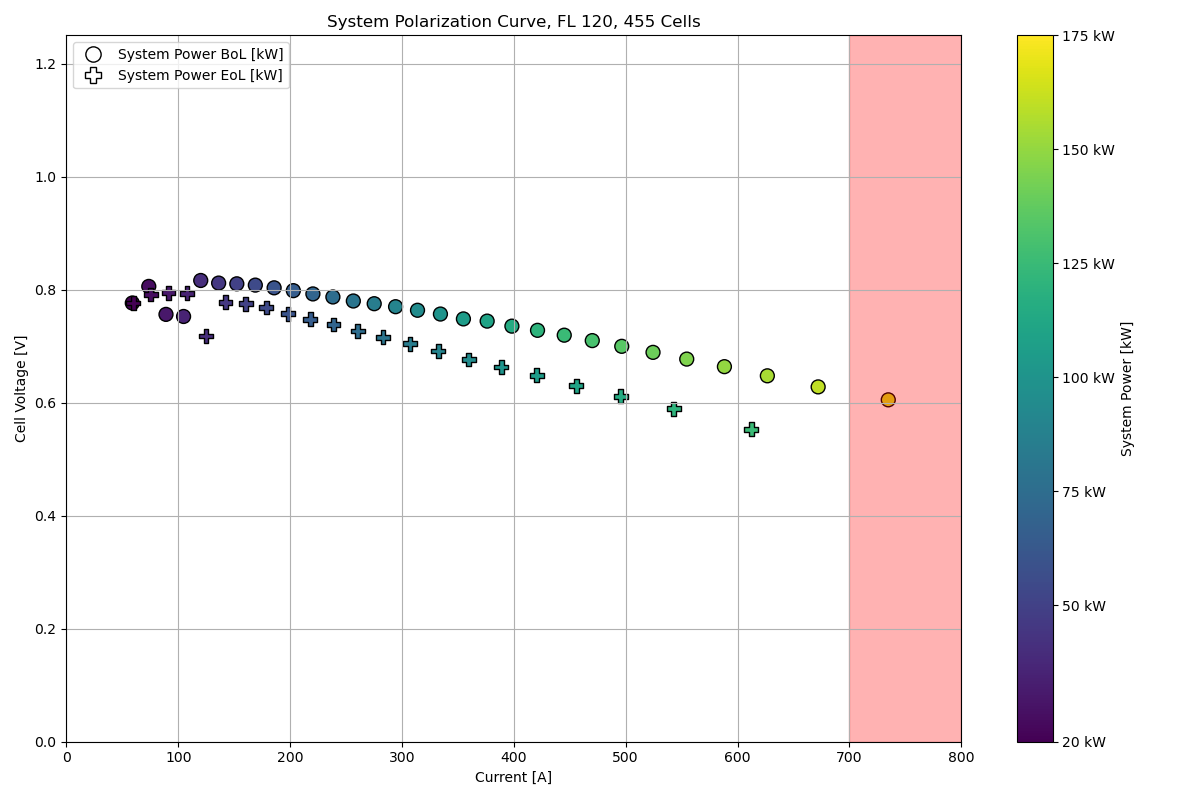 System Polarization Curve, FL 120, 455 Cells
System Power BoL [kW]
System Power EoL [kW]
Cell Voltage [V]
1.2
1.0
0.8
0.6
0.4
0.2
0.0
0 100 200 300 400 500 600 700 800
Current [A]
175 kW
150 kW
125 kW
100 kW
75 kW
50 kW
20 kW
System Power [kW]